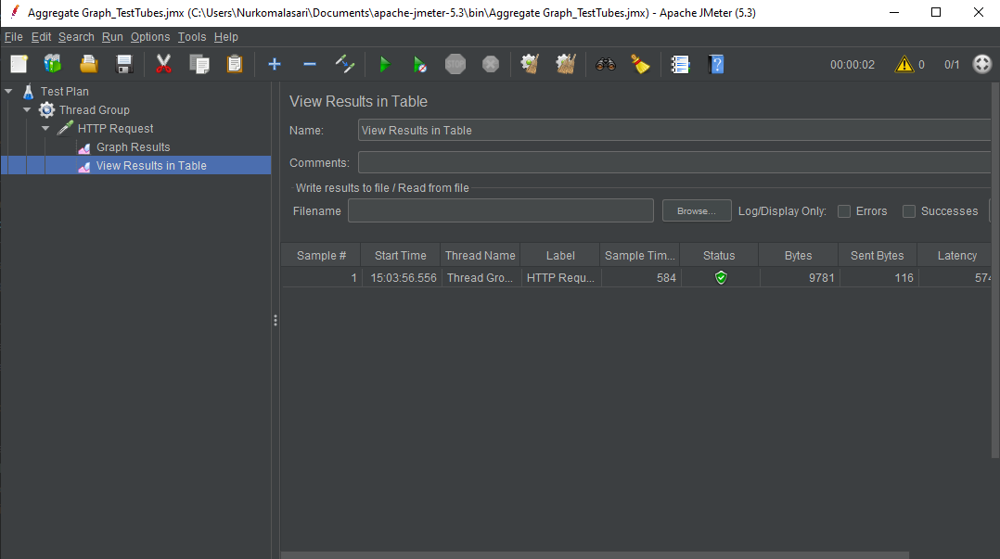 Aggregate Graph_TestTubes.jmx (C:\Users\Nurkomalasari\Documents\apache-jmeter-5.3\bin\Aggregate Graph_TestTubes.jmx) - Apache JMeter (5.3)
File Edit Search Run Options Tools Help
STOP 00:00:02 0 0/1
Test Plan
Thread Group
HTTP Request
Graph Results
View Results in Table
View Results in Table
Name: View Results in Table
Comments:
Write results to file / Read from file
Filename Browse... Log/Display Only: Errors Successes
Sample # Start Time Thread Name Label Sample Tim... Status Bytes Sent Bytes Latency
1 15:03:56.556 Thread Gro... HTTP Requ... 584 9781 116 574